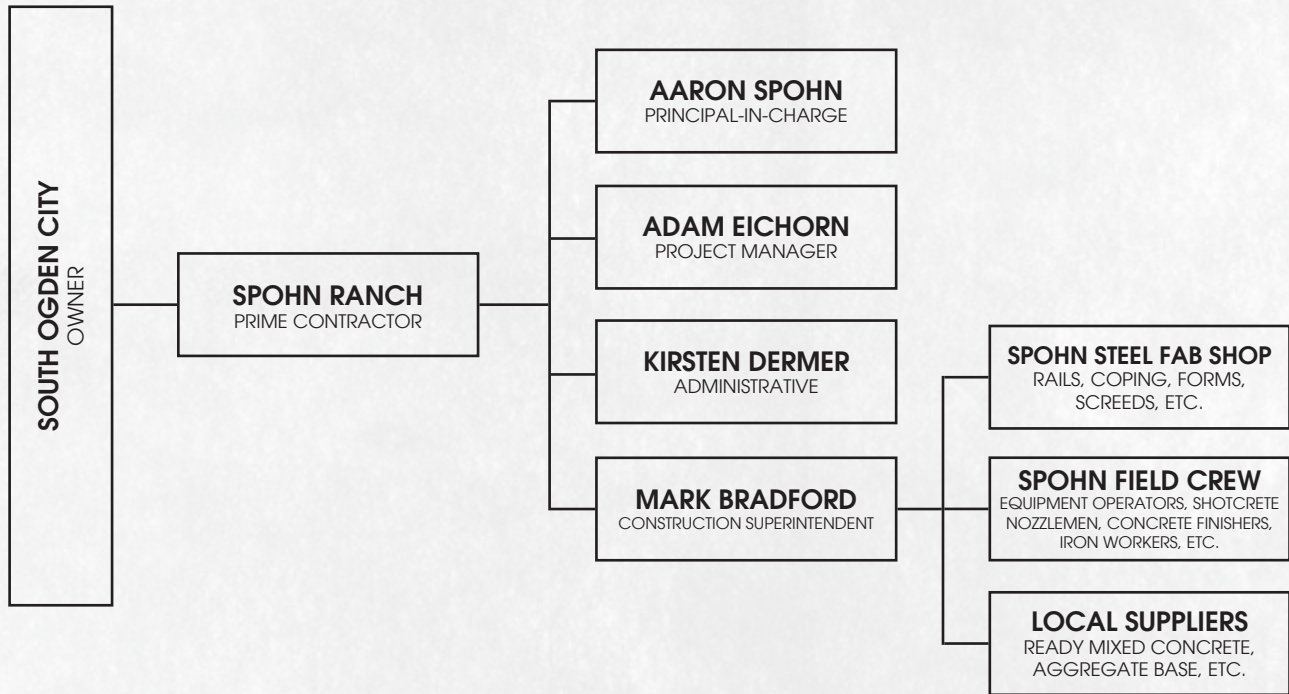 SOUTH OGDEN CITY
OWNER
SPOHN RANCH
PRIME CONTRACTOR
AARON SPOHN
PRINCIPAL-IN-CHARGE
ADAM EICHORN
PROJECT MANAGER
KIRSTEN DERMER
ADMINISTRATIVE
MARK BRADFORD
CONSTRUCTION SUPERINTENDENT
SPOHN STEEL FAB SHOP
RAILS, COPING, FORMS,
SCREEDS, ETC.
SPOHN FIELD CREW
EQUIPMENT OPERATORS, SHOTCRETE
NOZZLEMEN, CONCRETE FINISHERS,
IRON WORKERS, ETC.
LOCAL SUPPLIERS
READY MIXED CONCRETE,
AGGREGATE BASE, ETC.